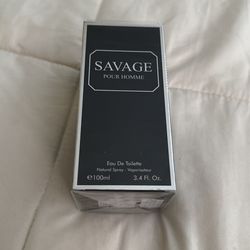 SAVAGE
POUR HOMME
Eau De Toilette
Natural Spray - Vaporisateur
℮100ml 3.4 Fl. Oz.